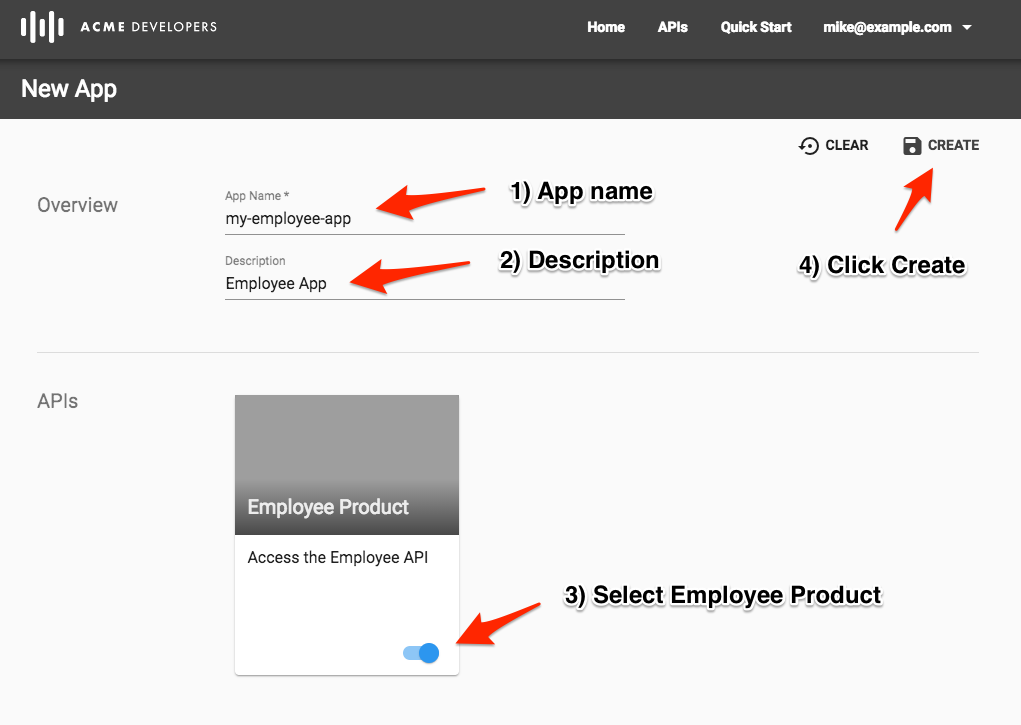 ACME DEVELOPERS
Home APIs Quick Start mike@example.com
New App
CLEAR CREATE
Overview
App Name *
my-employee-app
1) App name
Description
Employee App
2) Description
4) Click Create
APIs
Employee Product
Access the Employee API
3) Select Employee Product